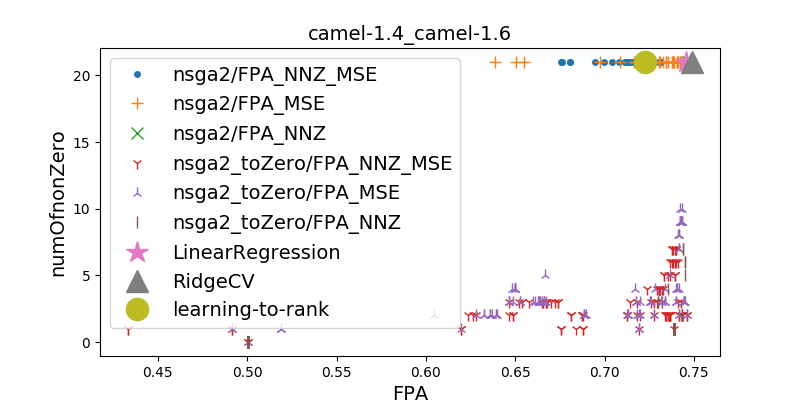 camel-1.4_camel-1.6
numOfnonZero
20
15
10
5
0
nsga2/FPA_NNZ_MSE
nsga2/FPA_MSE
nsga2/FPA_NNZ
nsga2_toZero/FPA_NNZ_MSE
nsga2_toZero/FPA_MSE
nsga2_toZero/FPA_NNZ
LinearRegression
RidgeCV
learning-to-rank
0.45 0.50 0.55 0.60 0.65 0.70 0.75
FPA